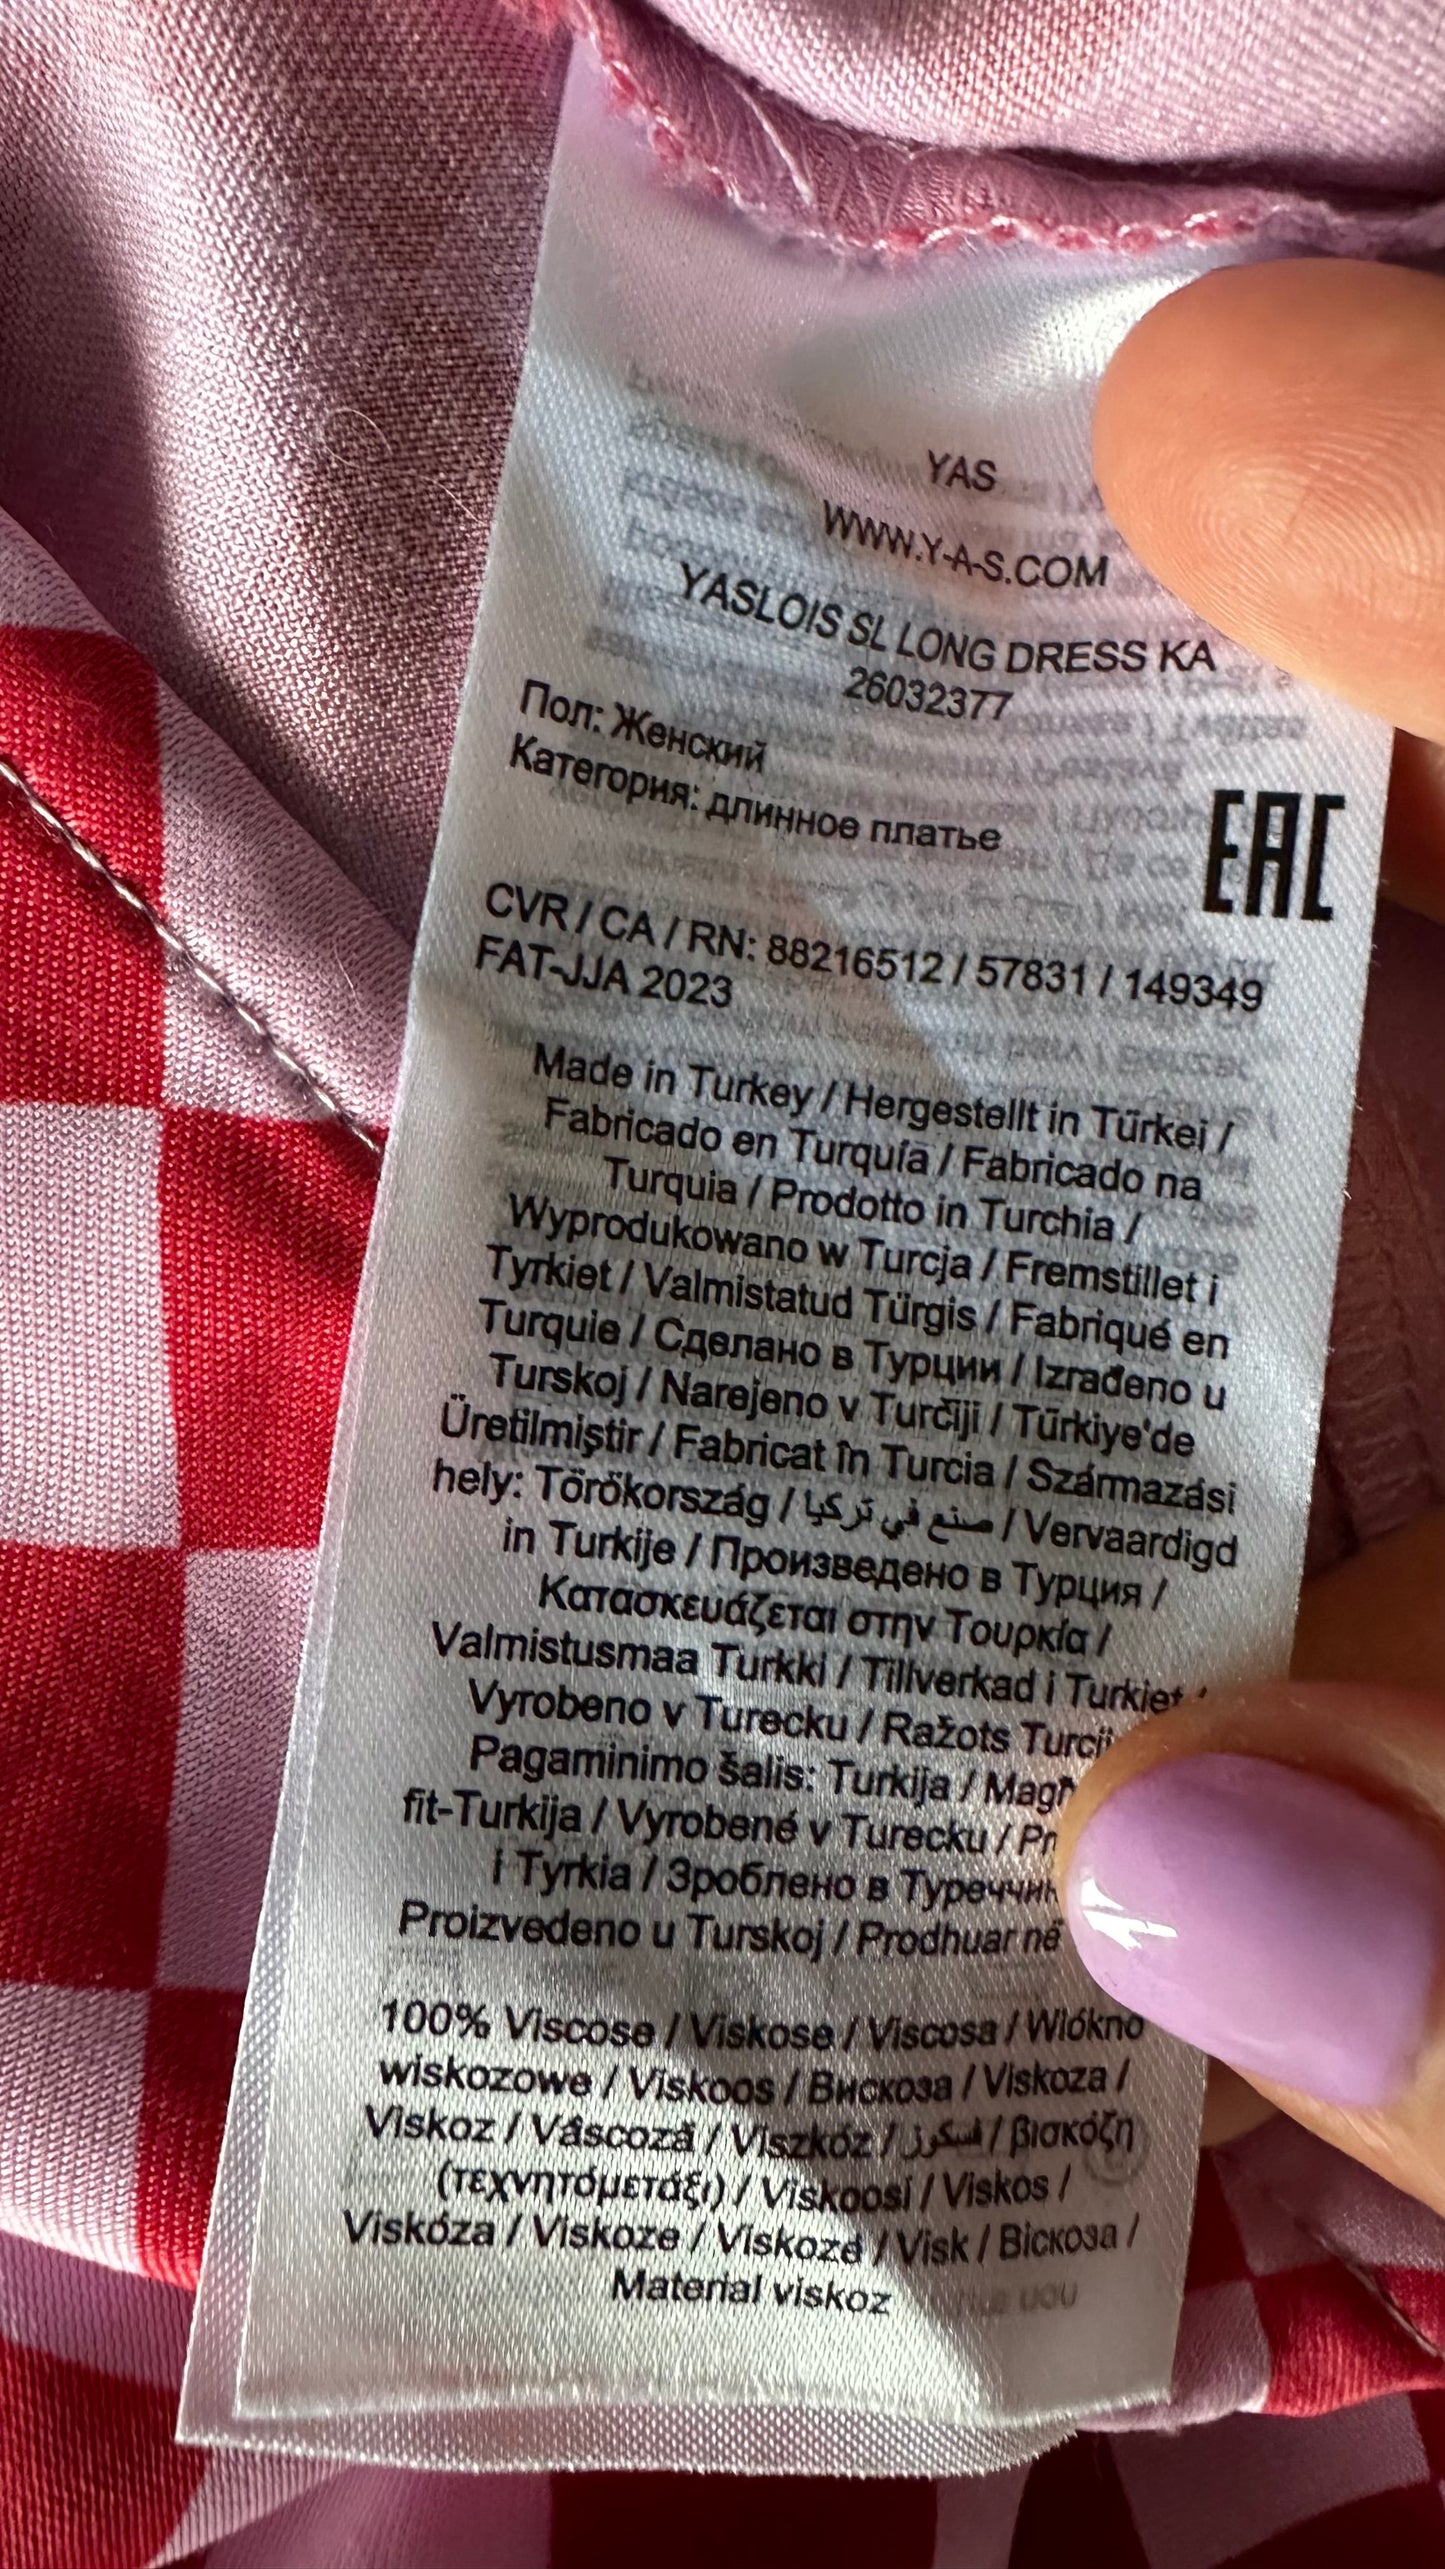 YAS
WWW.Y-A-S.COM
YASLOIS SL LONG DRESS KA
26032377
Пол: Женский
Категория: длинное платье
EAC
CVR / CA / RN: 88216512 / 57831 / 149349
FAT-JJA 2023
Made in Turkey / Hergestellt in Türkei /
Fabricado en Turquía / Fabricado na
Turquia / Prodotto in Turchia /
Wyprodukowano w Turcja / Fremstillet i
Tyrkiet / Valmistatud Türgis / Fabriqué en
Turquie / Сделано в Турции / Izrađeno u
Turskoj / Narejeno v Turčiji / Türkiye'de
Üretilmiştir / Fabricat în Turcia / Származási
hely: Törökország / صنع في تركيا / Vervaardigd
in Turkije / Произведено в Турция /
Κατασκευάζεται στην Τουρκία /
Valmistusmaa Turkki / Tillverkad i Turkiet /
Vyrobeno v Turecku / Ražots
Pagaminimo šalis: Turkija /
fit-Turkija / Vyrobené v Turecku /
i Tyrkia / Зроблено в
Proizvedeno u Turskoj / Prodhuar në
100% Viscose / Viskose / Viscosa / Włókno
wiskozowe / Viskoos / Вискоза / Viskoza /
Viskoz / Vâscoză / Viszkóz / فسكوز / βισκόζη
(τεχνητόμετάξι) / Viskoosi / Viskos /
Viskóza / Viskoze / Viskozė / Visk / Віскоза /
Material viskoz